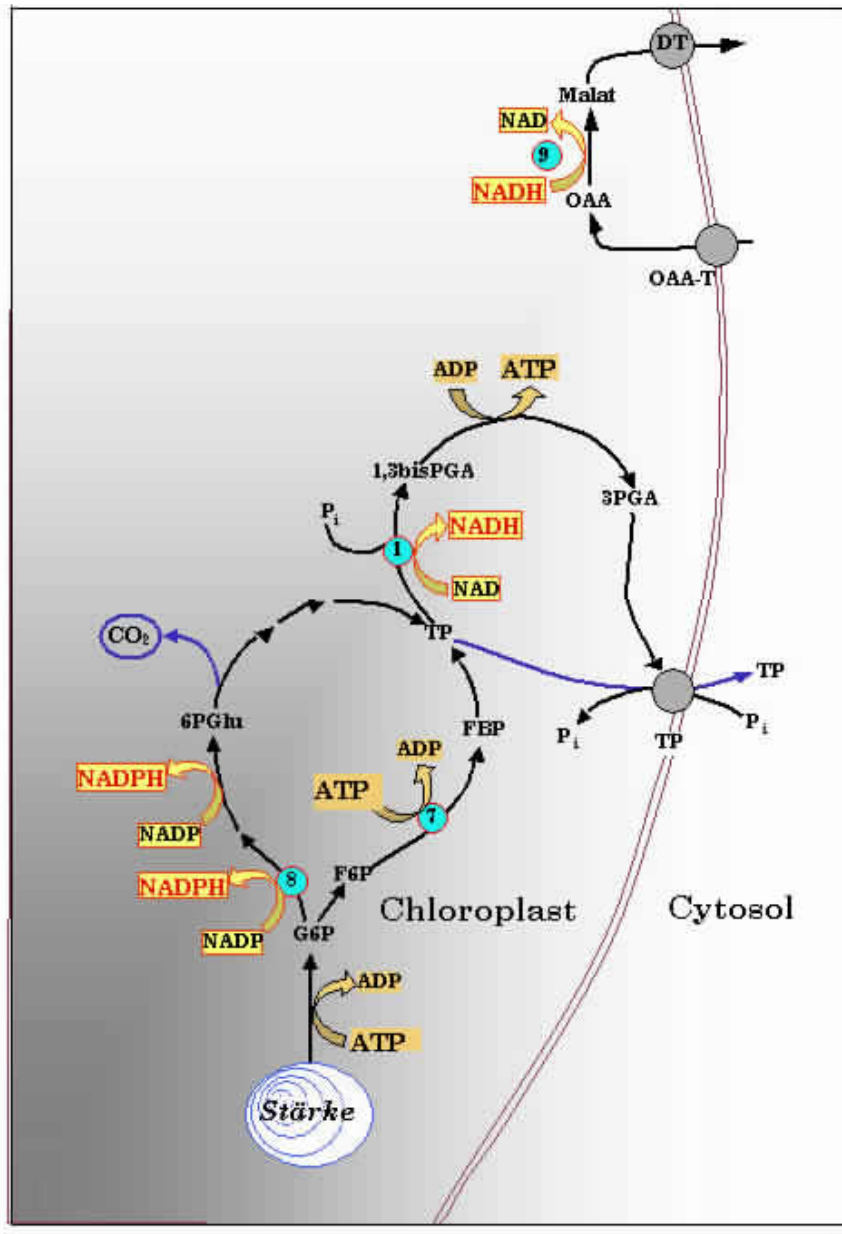 DT
Malat
NAD
9
NADH
OAA
OAA-T
ADP
ATP
1,3bisPGA
3PGA
Pi
NADH
1
NAD
CO2
TP
TP
6PGlu
FBP
Pi
TP
Pi
ADP
NADPH
ATP
7
NADP
8
F6P
NADPH
Chloroplast
Cytosol
NADP
G6P
ADP
ATP
Stärke